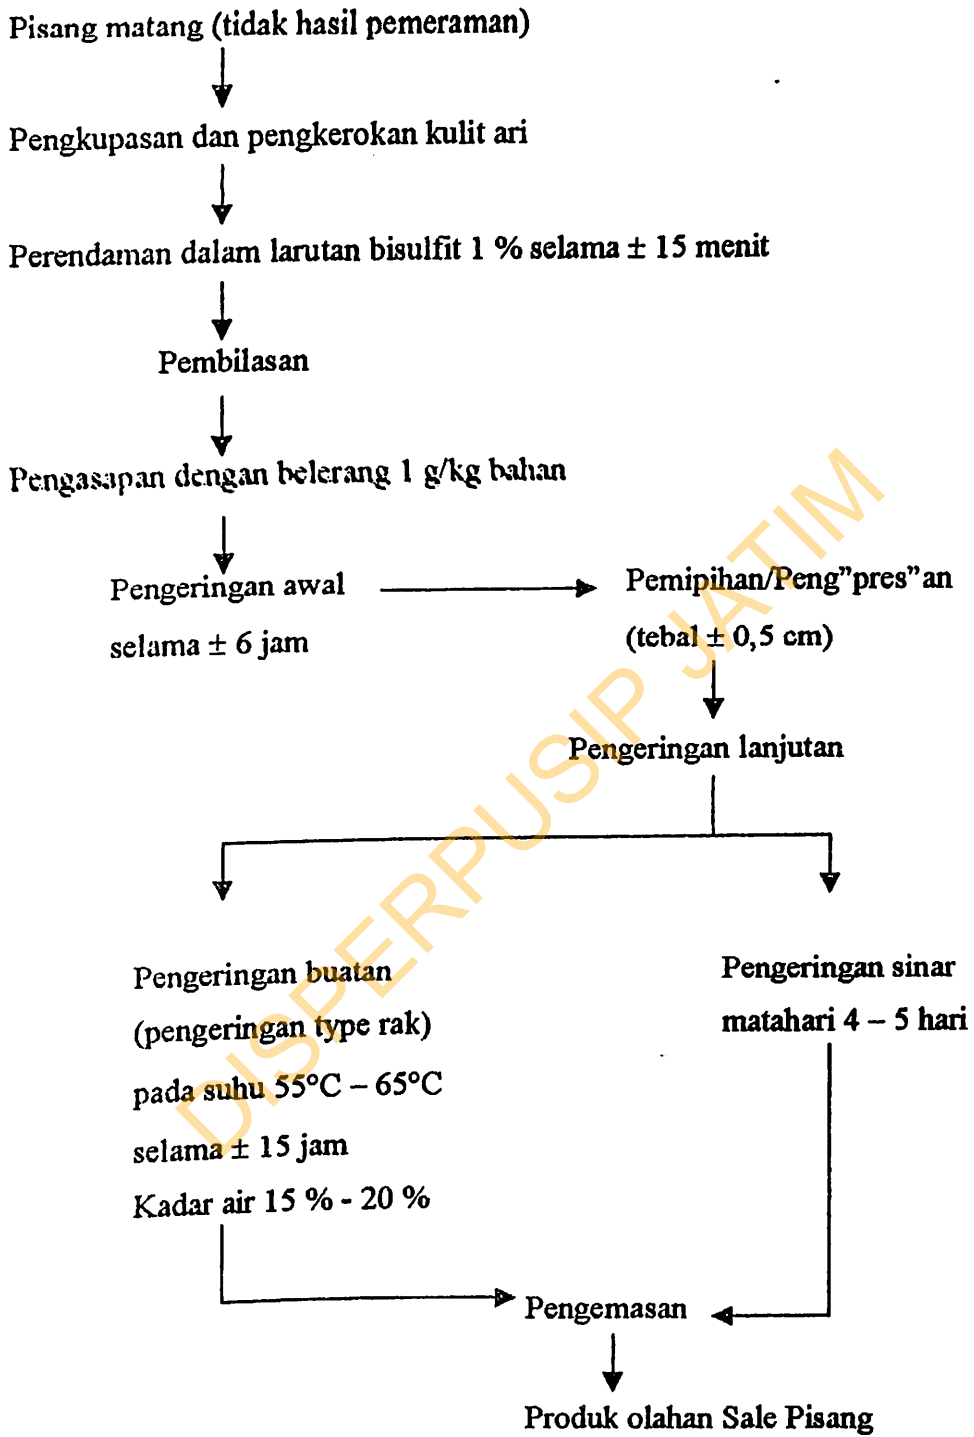 Pisang matang (tidak hasil pemeraman)
Pengkupasan dan pengkerokan kulit ari
Perendaman dalam larutan bisulfit 1 % selama ± 15 menit
Pembilasan
Pengasapan dengan belerang 1 g/kg bahan
Pengeringan awal
selama ± 6 jam
Pemipihan/Peng”pres”an
(tebal ± 0,5 cm)
Pengeringan lanjutan
Pengeringan buatan
(pengeringan type rak)
pada suhu 55°C – 65°C
selama ± 15 jam
Kadar air 15 % - 20 %
Pengeringan sinar
matahari 4 – 5 hari
Pengemasan
Produk olahan Sale Pisang
DISPERPUSIP JATIM